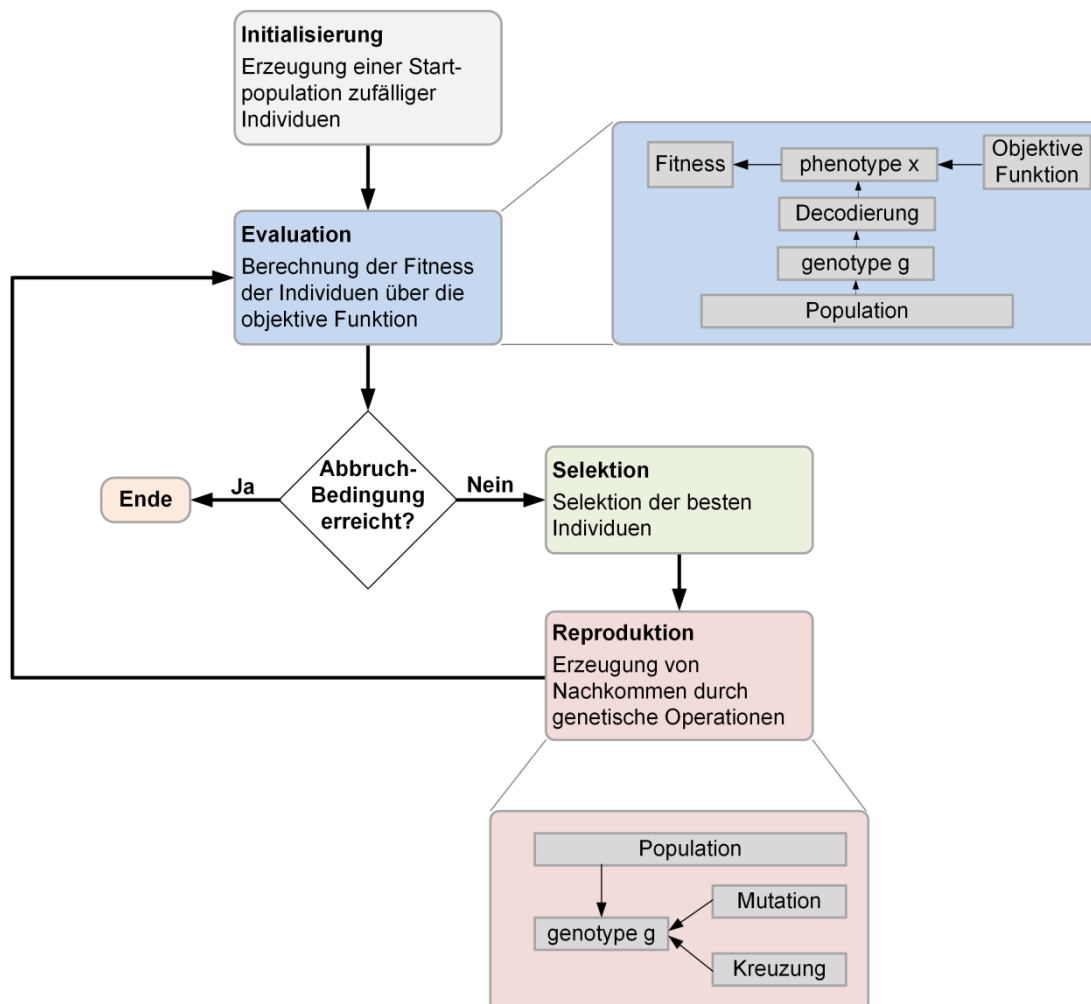 Initialisierung
Erzeugung einer Start-
population zufälliger
Individuen
Evaluation
Berechnung der Fitness
der Individuen über die
objektive Funktion
Fitness
phenotype x
Objektive
Funktion
Decodierung
genotype g
Population
Abbruch-
Bedingung
erreicht?
Ja
Ende
Nein
Selektion
Selektion der besten
Individuen
Reproduktion
Erzeugung von
Nachkommen durch
genetische Operationen
Population
Mutation
genotype g
Kreuzung